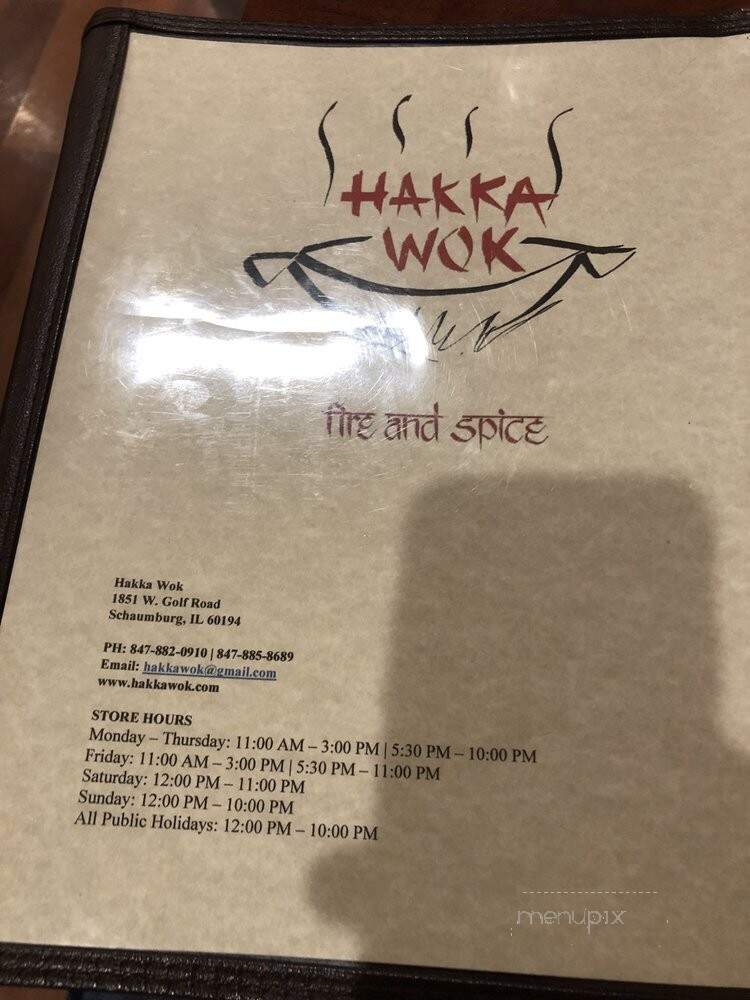 HAKKA
WOK
fire and spice
Hakka Wok
1851 W. Golf Road
Schaumburg, IL 60194
PH: 847-882-0910 | 847-885-8689
Email: hakkawok@gmail.com
www.hakkawok.com
STORE HOURS
Monday – Thursday: 11:00 AM – 3:00 PM | 5:30 PM – 10:00 PM
Friday: 11:00 AM – 3:00 PM | 5:30 PM – 11:00 PM
Saturday: 12:00 PM – 11:00 PM
Sunday: 12:00 PM – 10:00 PM
All Public Holidays: 12:00 PM – 10:00 PM
menupix